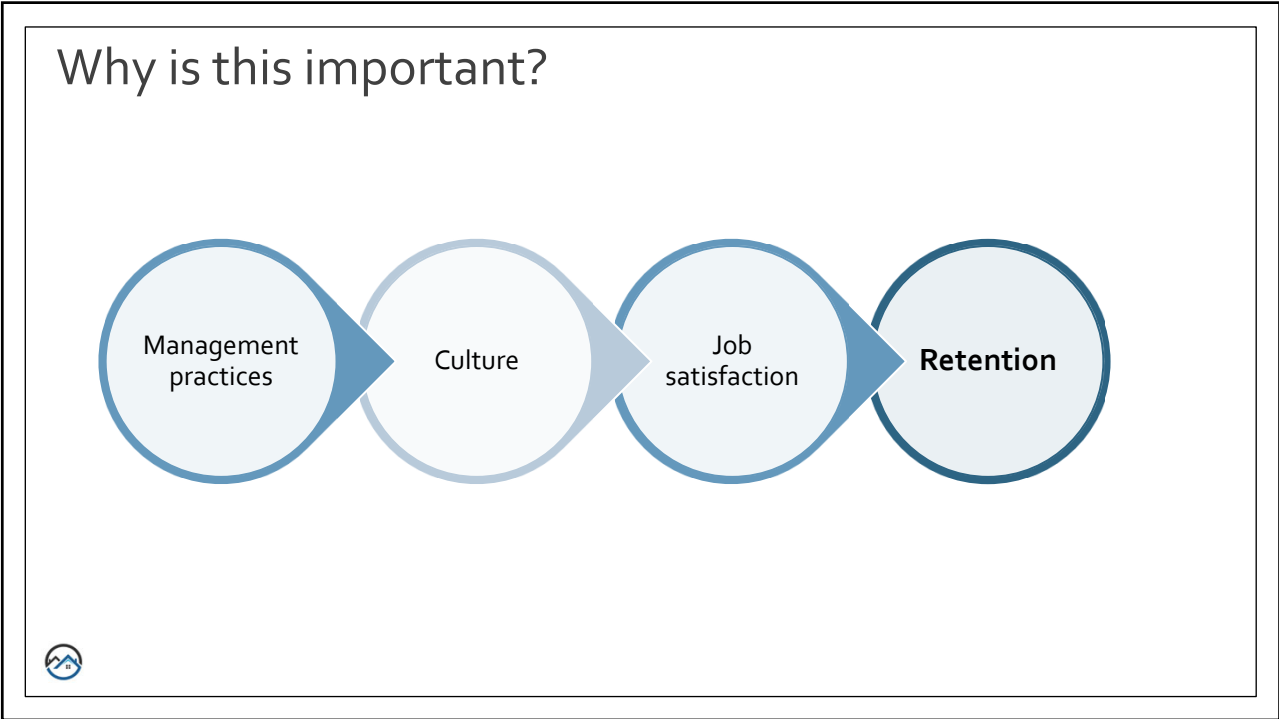 Why is this important?
Management
practices
Culture
Job
satisfaction
Retention